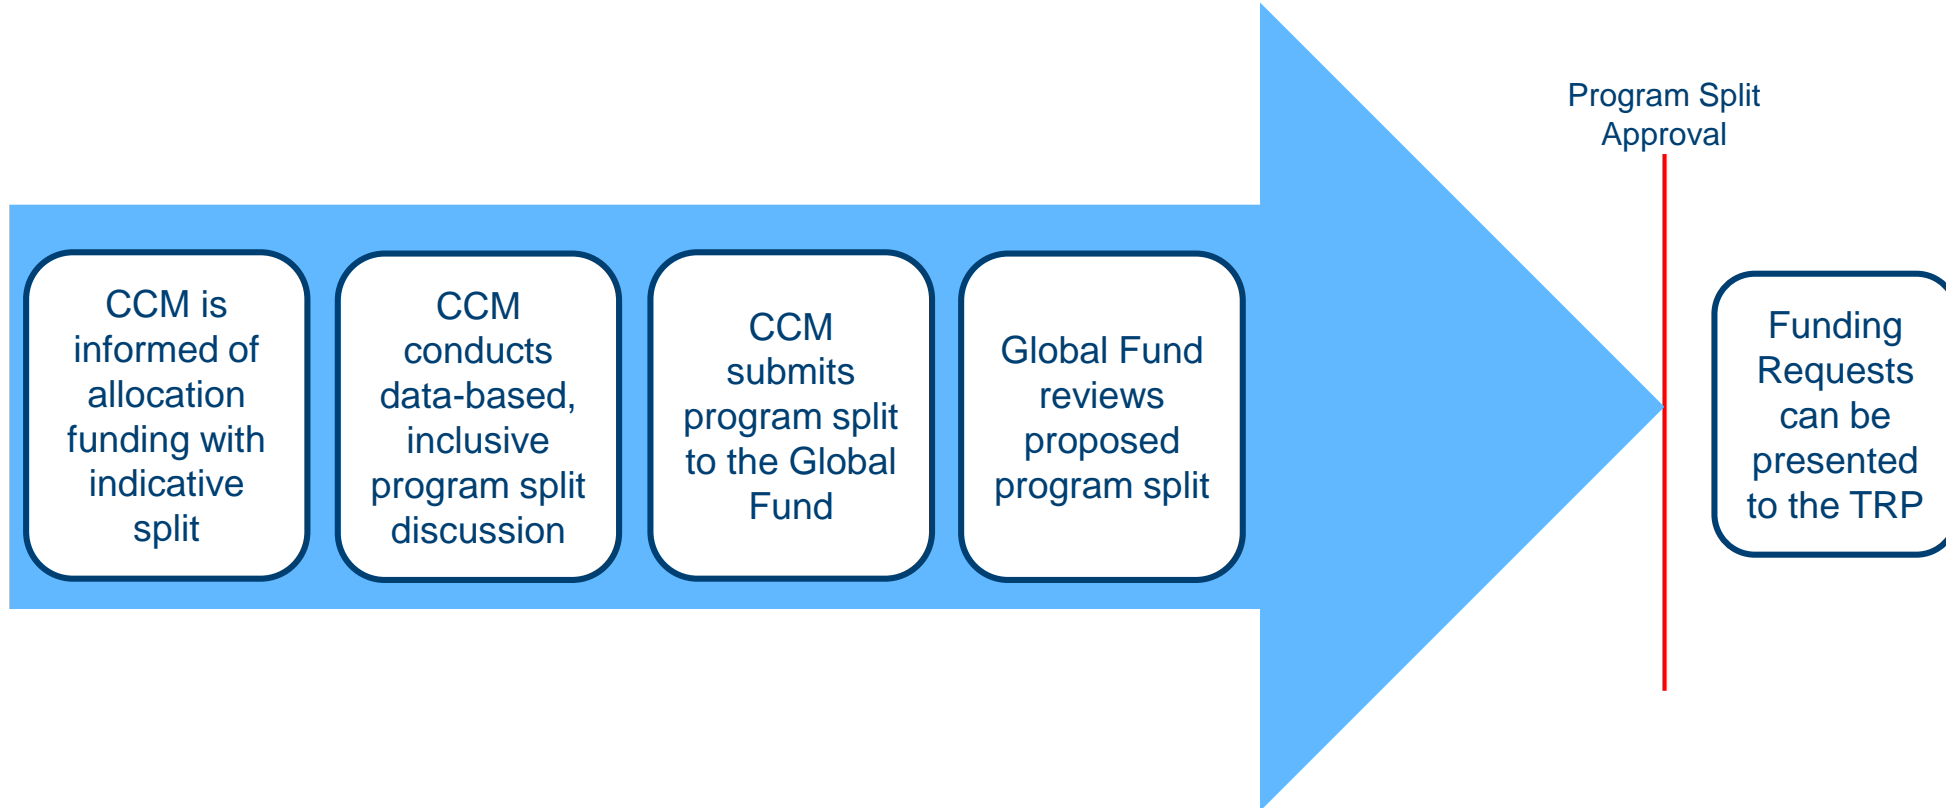 CCM is
informed of
allocation
funding with
indicative
split
CCM
conducts
data-based,
inclusive
program split
discussion
CCM
submits
program split
to the Global
Fund
Global Fund
reviews
proposed
program split
Program Split
Approval
Funding
Requests
can be
presented
to the TRP